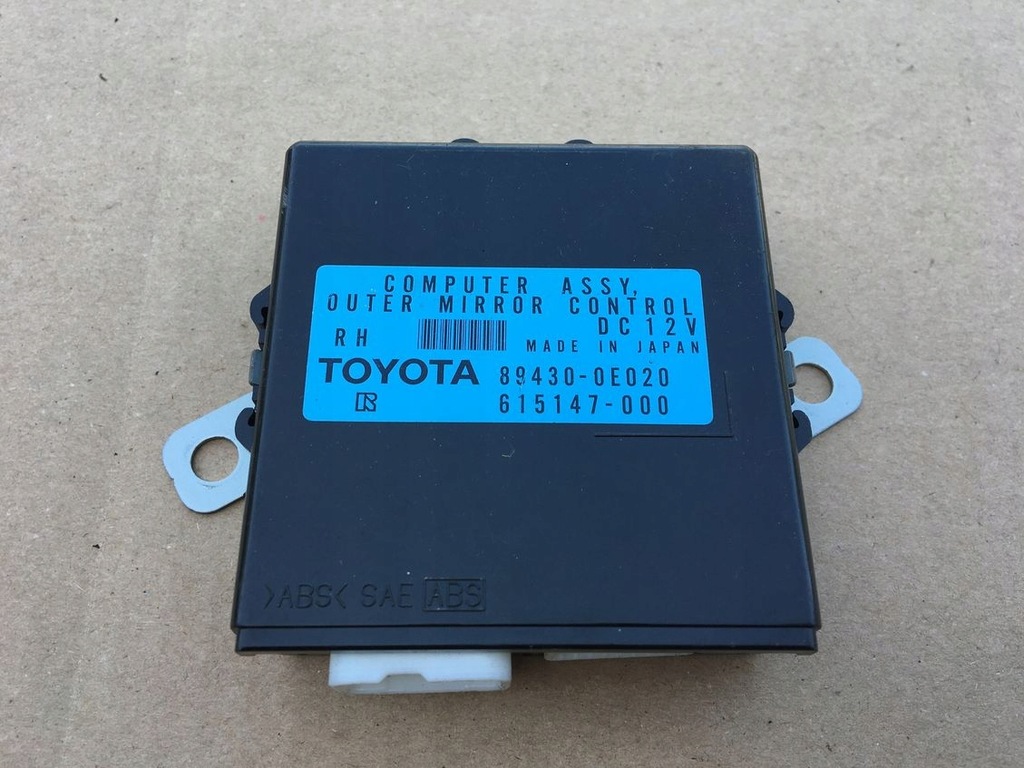 COMPUTER ASSY,
OUTER MIRROR CONTROL
DC 12V
RH
MADE IN JAPAN
TOYOTA 89430-0E020
R 615147-000
>ABS< SAE ABS